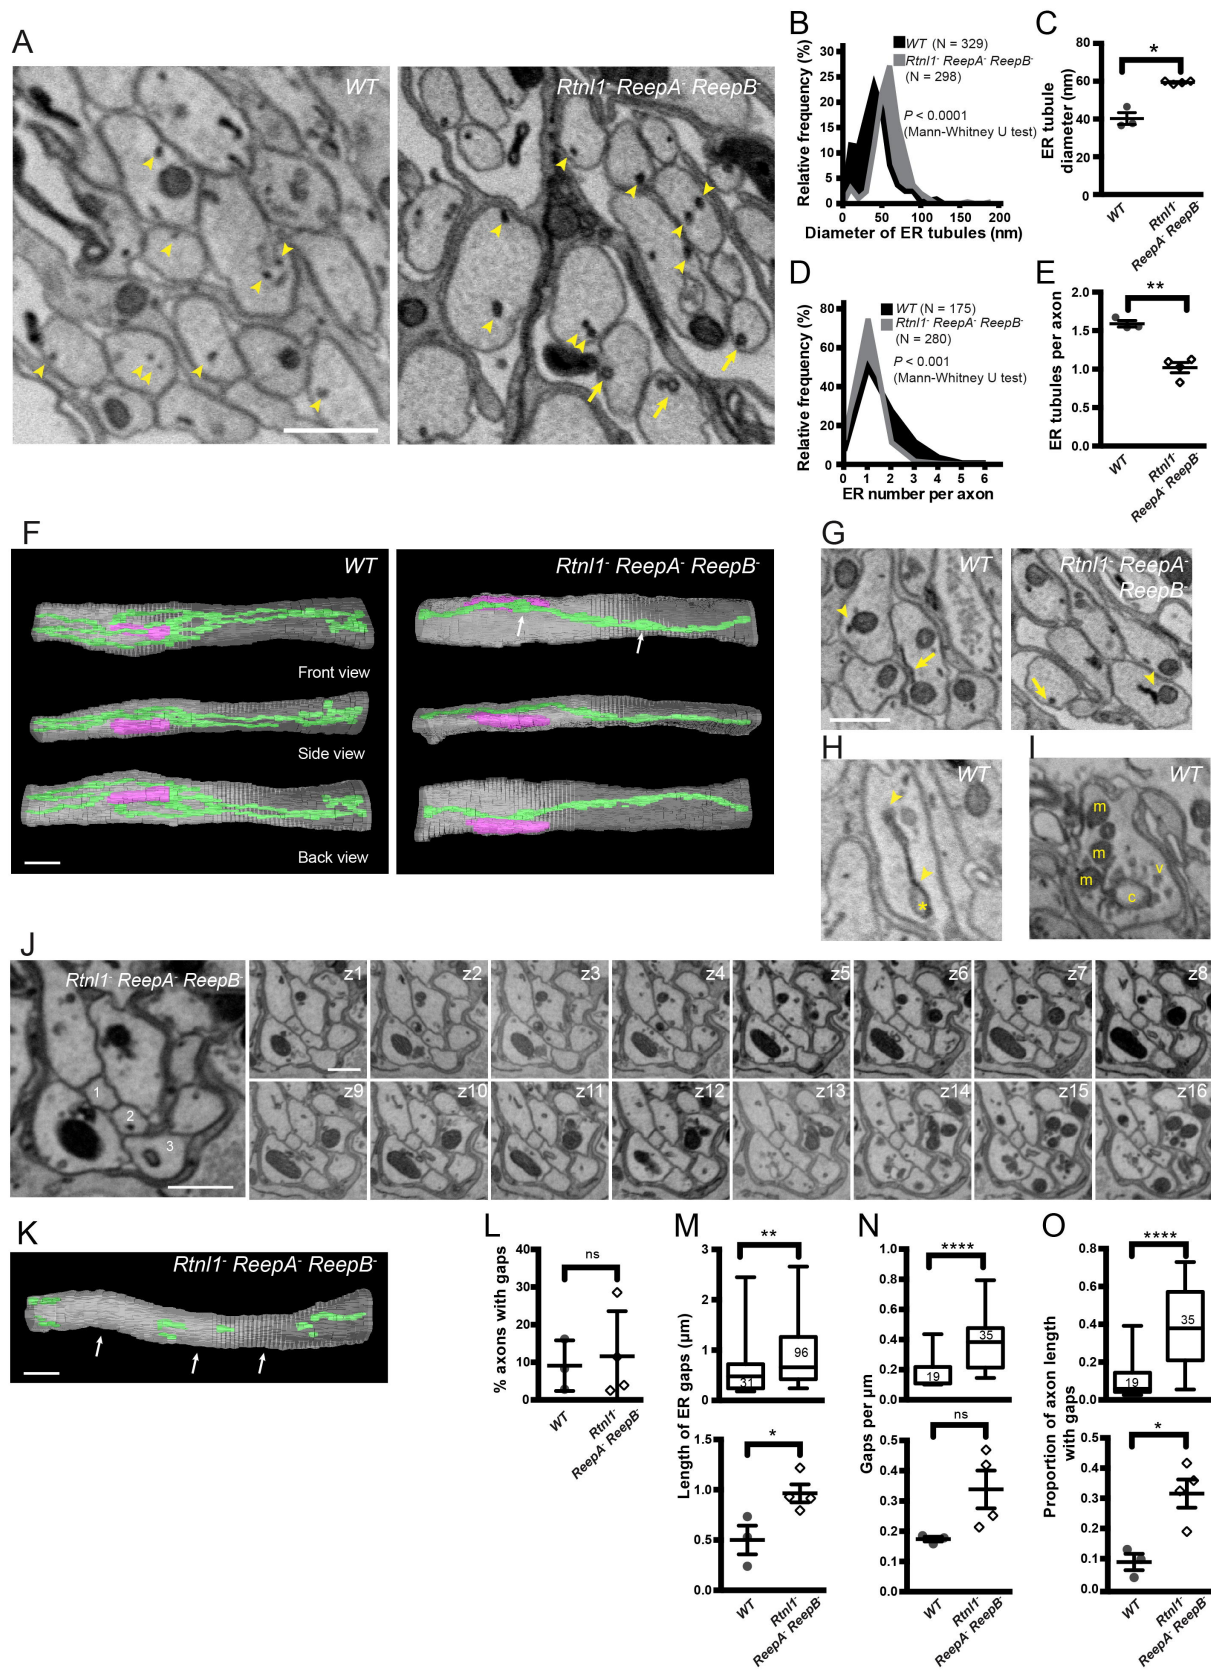 A
WT
Rtnl1- ReepA- ReepB-
B
Relative frequency (%)
30
25
20
15
10
5
0
WT (N = 329)
Rtnl1- ReepA- ReepB-
(N = 298)
P < 0.0001
(Mann-Whitney U test)
0 50 100 150 200
Diameter of ER tubules (nm)
C
ER tubule
diameter (nm)
80
60
40
20
0
*
WT
Rtnl1-
ReepA- ReepB-
D
Relative frequency (%)
80
60
40
20
0
WT (N = 175)
Rtnl1- ReepA- ReepB-
(N = 280)
P < 0.001
(Mann-Whitney U test)
0 1 2 3 4 5 6
ER number per axon
E
ER tubules per axon
2.0
1.5
1.0
0.0
**
WT
Rtnl1-
ReepA- ReepB-
F
WT
Front view
Side view
Back view
Rtnl1- ReepA- ReepB-
G
WT
Rtnl1- ReepA-
ReepB-
H
WT
*
I
WT
m
m
m
v
c
J
Rtnl1- ReepA- ReepB-
1
2
3
z1 z2 z3 z4 z5 z6 z7 z8
z9 z10 z11 z12 z13 z14 z15 z16
K
Rtnl1- ReepA- ReepB-
L
% axons with gaps
40
30
20
10
0
ns
WT
Rtnl1-
ReepA- ReepB-
M
Length of ER gaps (µm)
3
2
1
0
**
31
96
1.5
1.0
0.5
0.0
*
WT
Rtnl1-
ReepA- ReepB-
N
Gaps per µm
1.0
0.8
0.6
0.4
0.2
0.0
****
19
35
0.5
0.4
0.3
0.2
0.1
0.0
ns
WT
Rtnl1-
ReepA- ReepB-
O
Proportion of axon length
with gaps
0.8
0.6
0.4
0.2
0.0
****
19
35
0.5
0.4
0.3
0.1
0.0
*
WT
Rtnl1-
ReepA- ReepB-